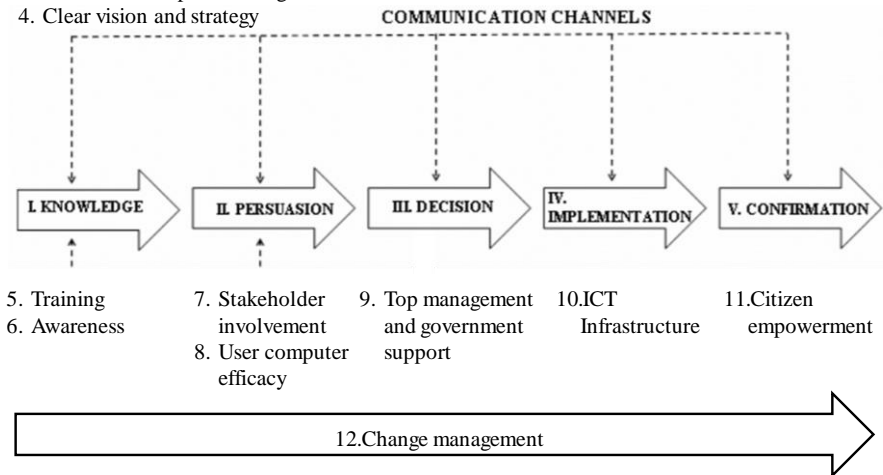 4. Clear vision and strategy
COMMUNICATION CHANNELS
I. KNOWLEDGE
II. PERSUASION
III. DECISION
IV.
IMPLEMENTATION
V. CONFIRMATION
5. Training
6. Awareness
7. Stakeholder
involvement
8. User computer
efficacy
9. Top management
and government
support
10.ICT
Infrastructure
11.Citizen
empowerment
12.Change management